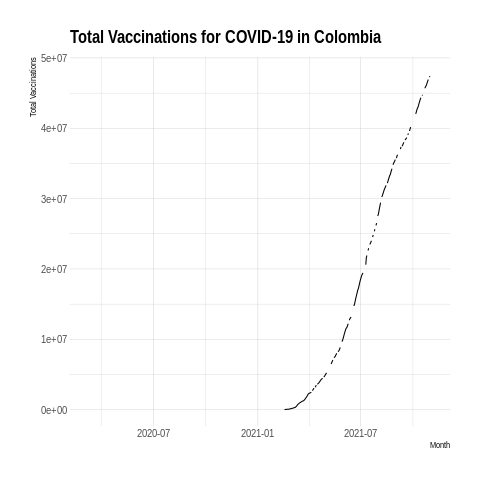 Total Vaccinations for COVID-19 in Colombia
Total Vaccinations
5e+07
4e+07
3e+07
2e+07
1e+07
0e+00
2020-07 2021-01 2021-07
Month